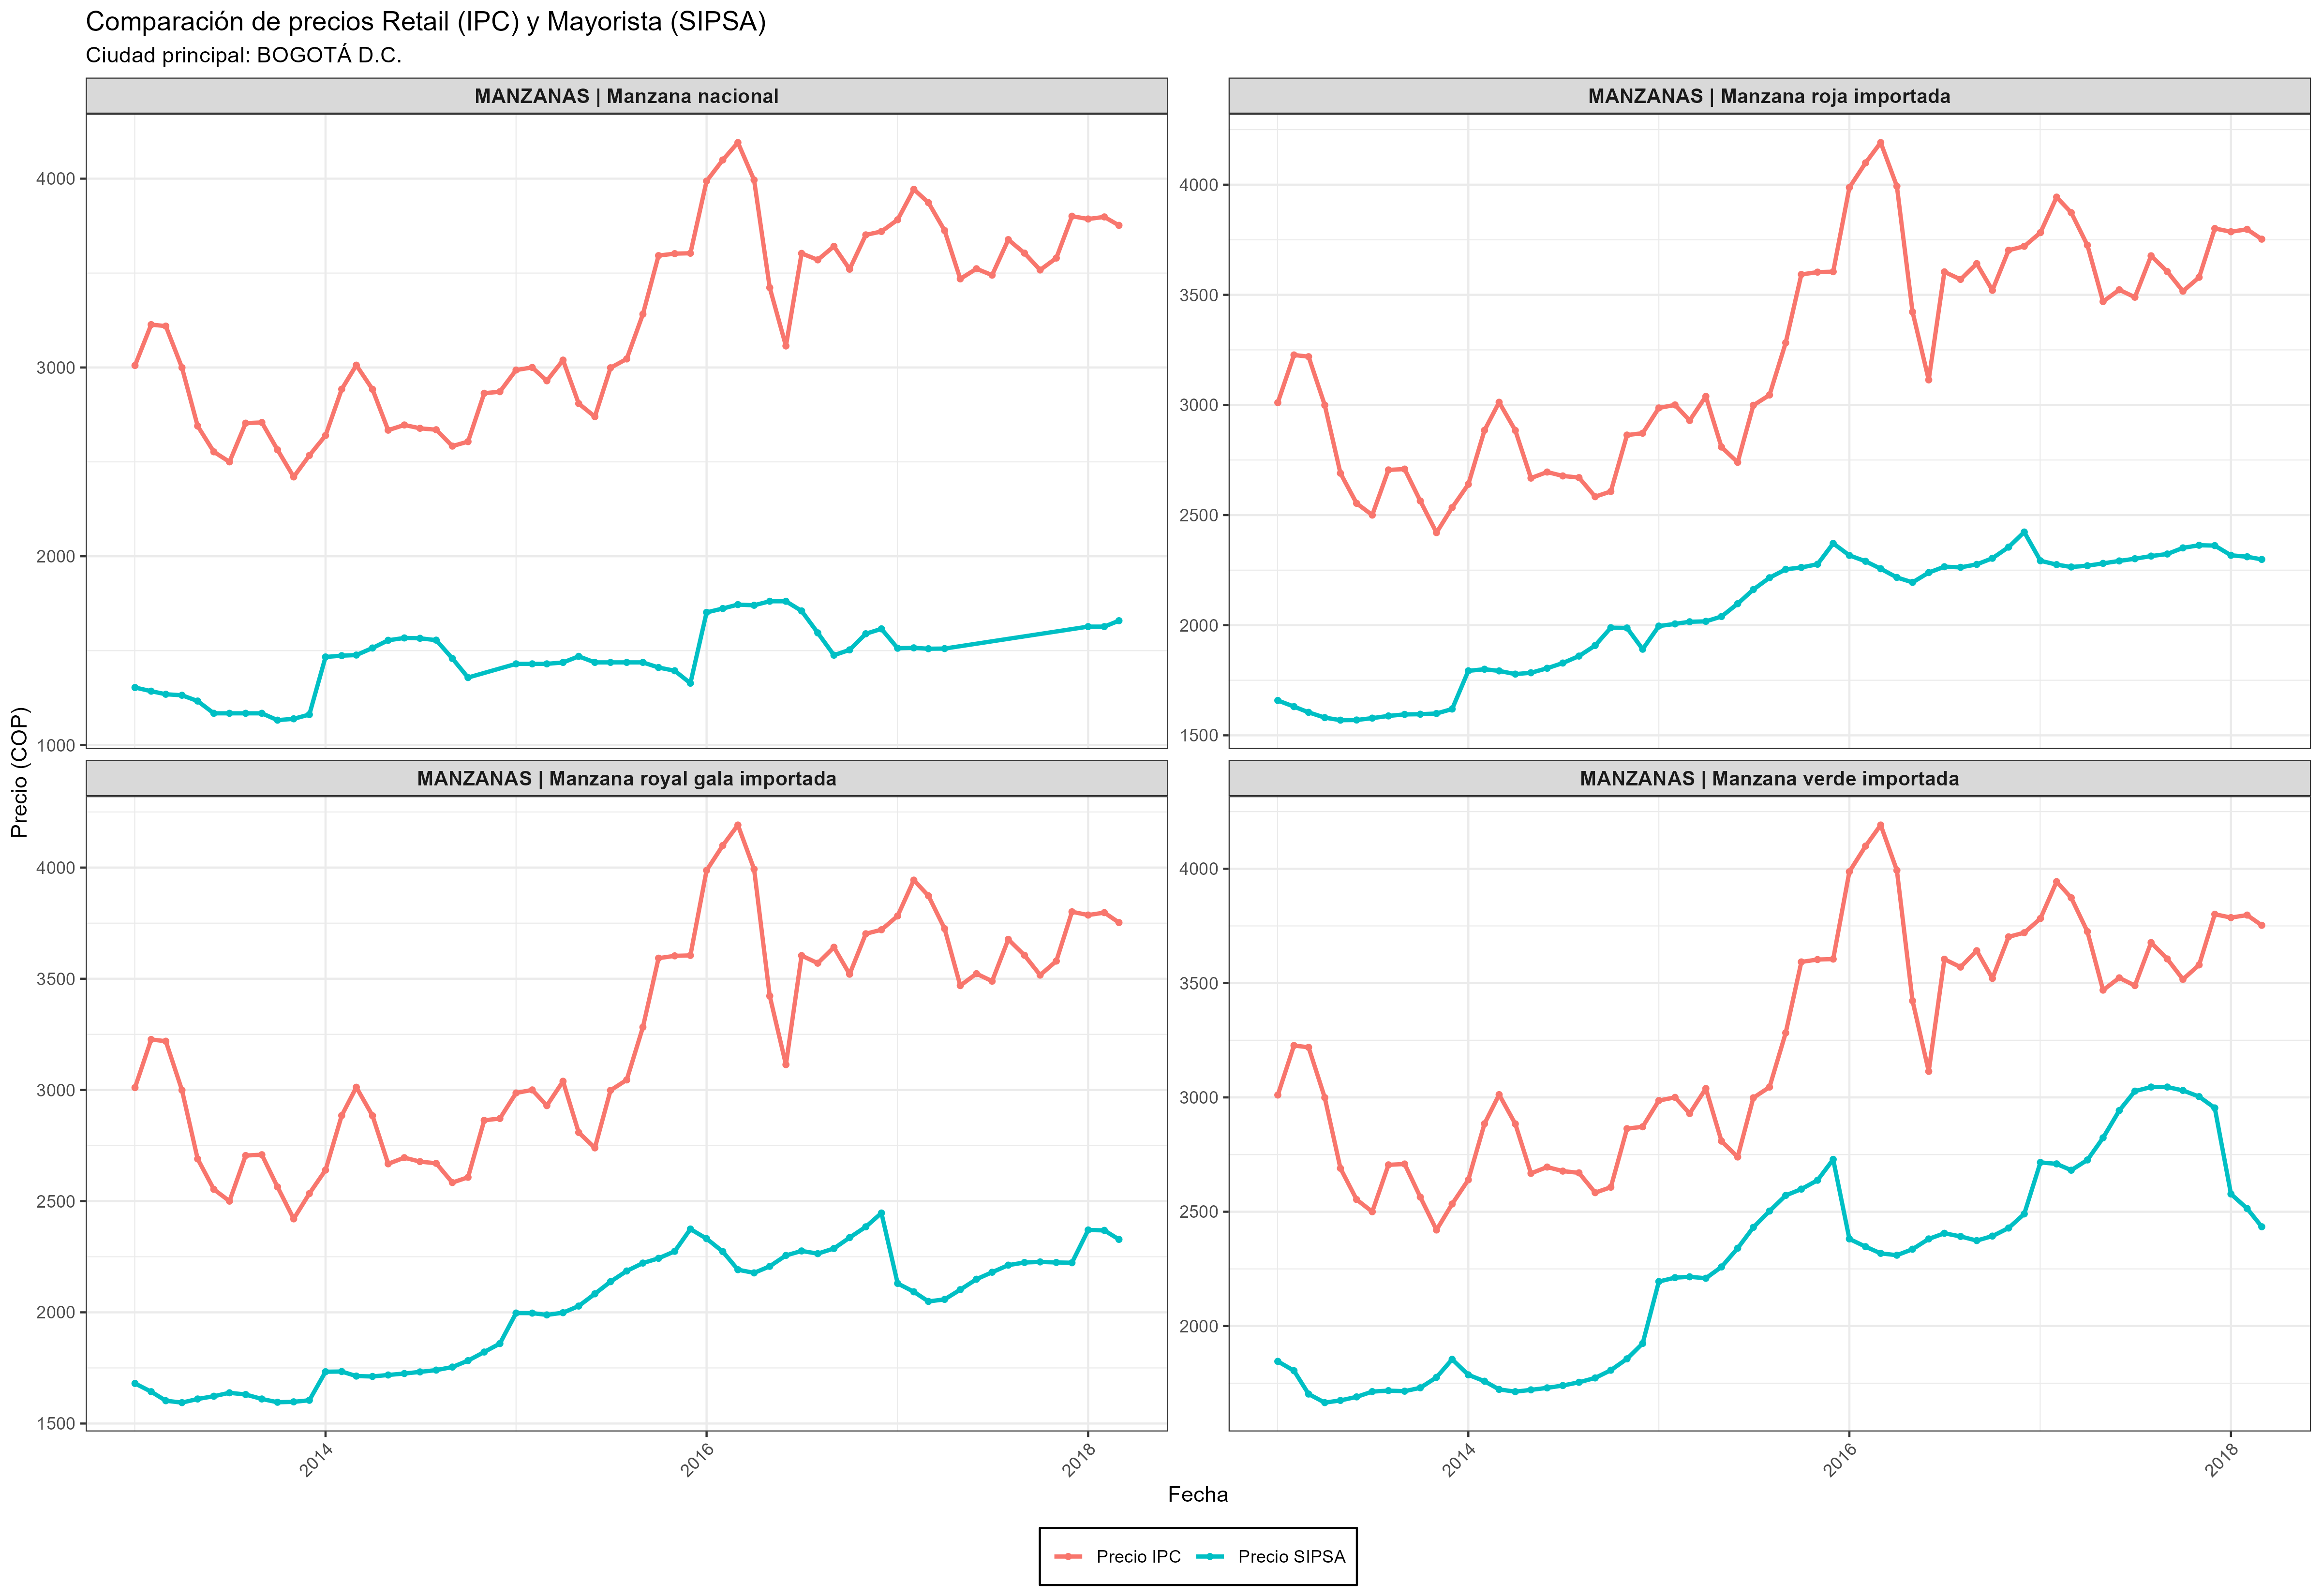 Comparación de precios Retail (IPC) y Mayorista (SIPSA)
Ciudad principal: BOGOTÁ D.C.
MANZANAS | Manzana nacional
4000
3000
2000
1000
MANZANAS | Manzana roja importada
4000
3500
3000
2500
2000
1500
Precio (COP)
MANZANAS | Manzana royal gala importada
4000
3500
3000
2500
2000
1500
2014
2016
2018
MANZANAS | Manzana verde importada
4000
3500
3000
2500
2000
2014
2016
2018
Fecha
Precio IPC
Precio SIPSA